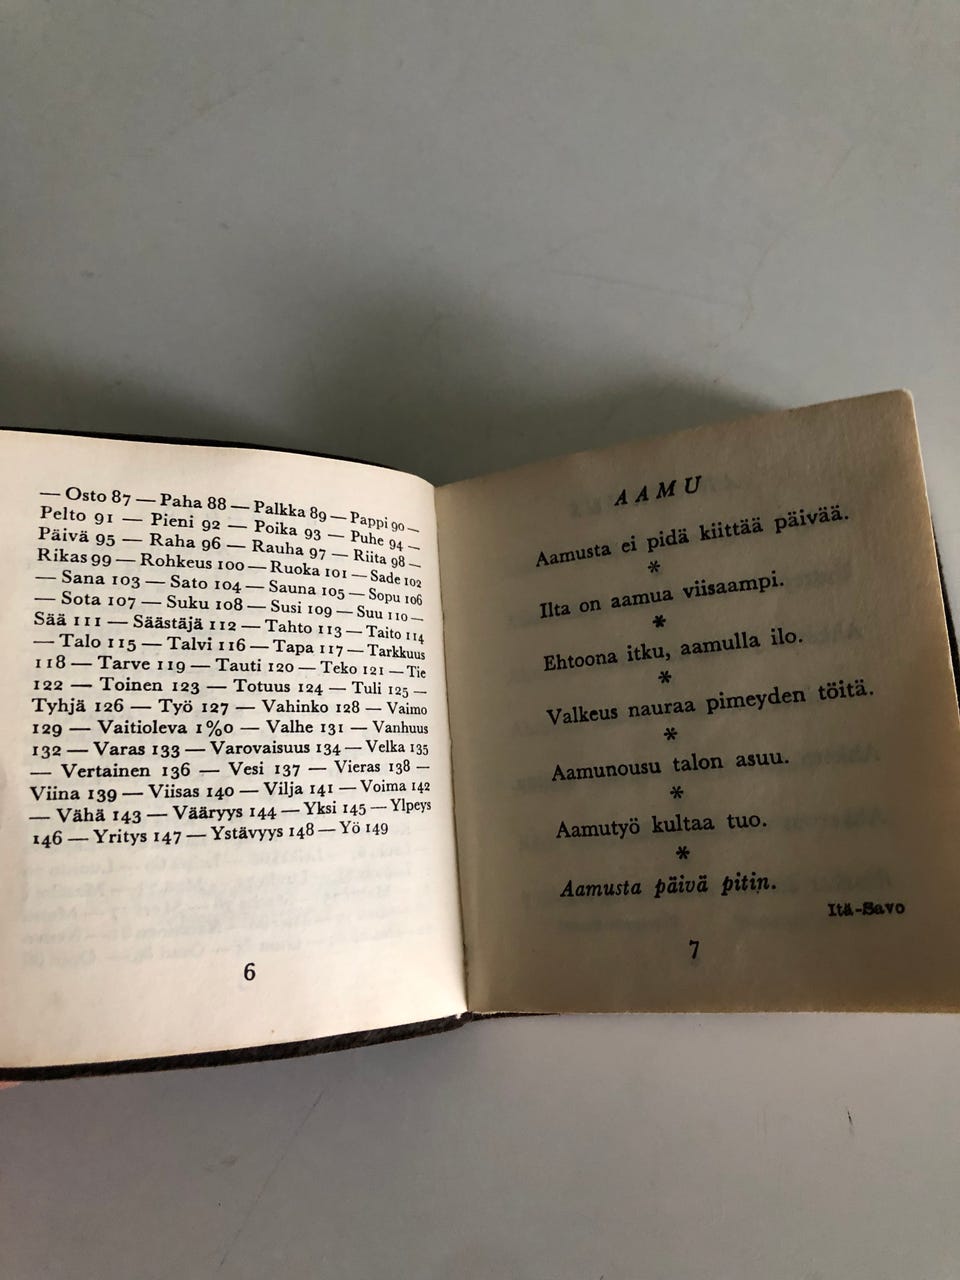 — Osto 87 — Paha 88 — Palkka 89 — Pappi 90 —
Pelto 91 — Pieni 92 — Poika 93 — Puhe 94 —
Päivä 95 — Raha 96 — Rauha 97 — Riita 98 —
Rikas 99 — Rohkeus 100 — Ruoka 101 — Sade 102
— Sana 103 — Sato 104 — Sauna 105 — Sopu 106
— Sota 107 — Suku 108 — Susi 109 — Suu 110 —
Sää 111 — Säästäjä 112 — Tahto 113 — Taito 114
— Talo 115 — Talvi 116 — Tapa 117 — Tarkkuus
118 — Tarve 119 — Tauti 120 — Teko 121 — Tie
122 — Toinen 123 — Totuus 124 — Tuli 125 —
Tyhjä 126 — Työ 127 — Vahinko 128 — Vaimo
129 — Vaitioleva 1%0 — Valhe 131 — Vanhuus
132 — Varas 133 — Varovaisuus 134 — Velka 135
— Vertainen 136 — Vesi 137 — Vieras 138 —
Viina 139 — Viisas 140 — Vilja 141 — Voima 142
— Vähä 143 — Vääryys 144 — Yksi 145 — Ylpeys
146 — Yritys 147 — Ystävyys 148 — Yö 149
6
AAMU
Aamusta ei pidä kiittää päivää.
*
Ilta on aamua viisaampi.
*
Ehtoona itku, aamulla ilo.
*
Valkeus nauraa pimeyden töitä.
*
Aamunousu talon asuu.
*
Aamutyö kultaa tuo.
*
Aamusta päivä pitin.
Itä-Savo
7